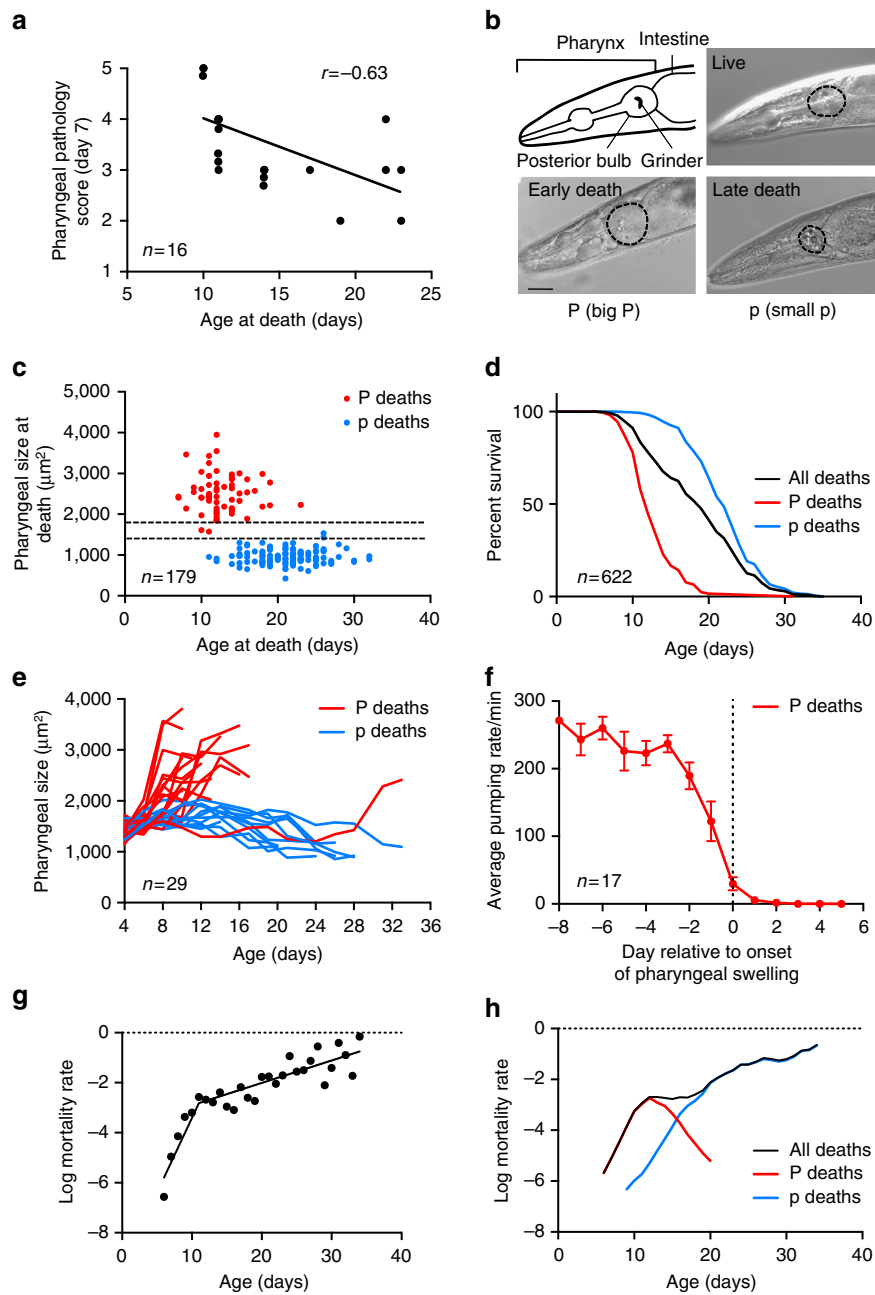 a
r=–0.63
5
4
3
2
1
Pharyngeal pathology
score (day 7)
n=16
5
10
15
20
25
Age at death (days)
b
Pharynx
Intestine
Posterior bulb
Grinder
Live
Early death
Late death
P (big P)
p (small p)
c
5,000
4,000
3,000
2,000
1,000
0
Pharyngeal size at
death (μm²)
P deaths
p deaths
n=179
0
10
20
30
40
Age at death (days)
d
100
50
0
Percent survival
All deaths
P deaths
p deaths
n=622
0
10
20
30
40
Age (days)
e
4,000
3,000
2,000
1,000
0
Pharyngeal size (μm²)
P deaths
p deaths
n=29
4
8
12
16
20
24
28
33
36
Age (days)
f
300
200
100
0
Average pumping rate/min
P deaths
n=17
–8
–6
–4
–2
0
2
4
6
Day relative to onset
of pharyngeal swelling
g
0
–2
–4
–6
–8
Log mortality rate
0
10
20
30
40
Age (days)
h
0
–2
–4
–6
–8
Log mortality rate
All deaths
P deaths
p deaths
0
10
20
30
40
Age (days)